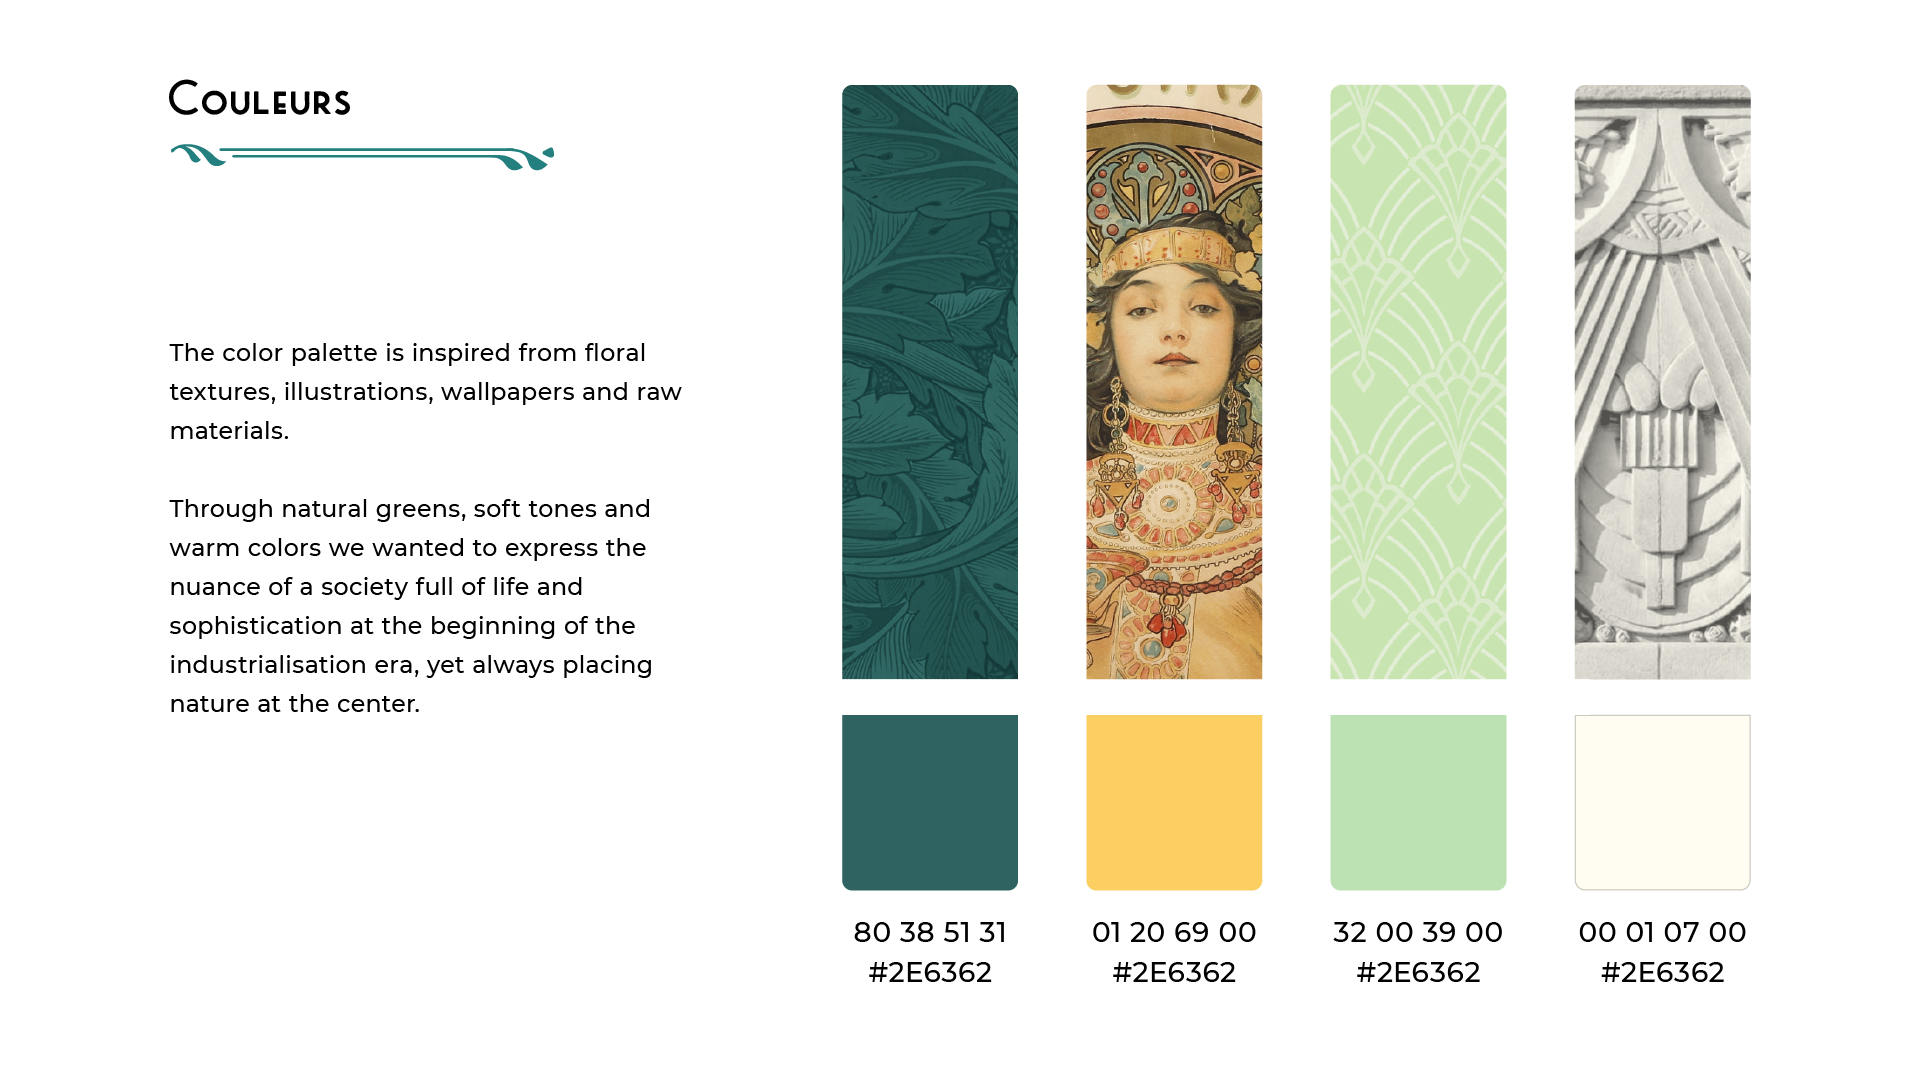 Couleurs
The color palette is inspired from floral
textures, illustrations, wallpapers and raw
materials.
Through natural greens, soft tones and
warm colors we wanted to express the
nuance of a society full of life and
sophistication at the beginning of the
industrialisation era, yet always placing
nature at the center.
80 38 51 31
#2E6362
01 20 69 00
#2E6362
32 00 39 00
#2E6362
00 01 07 00
#2E6362